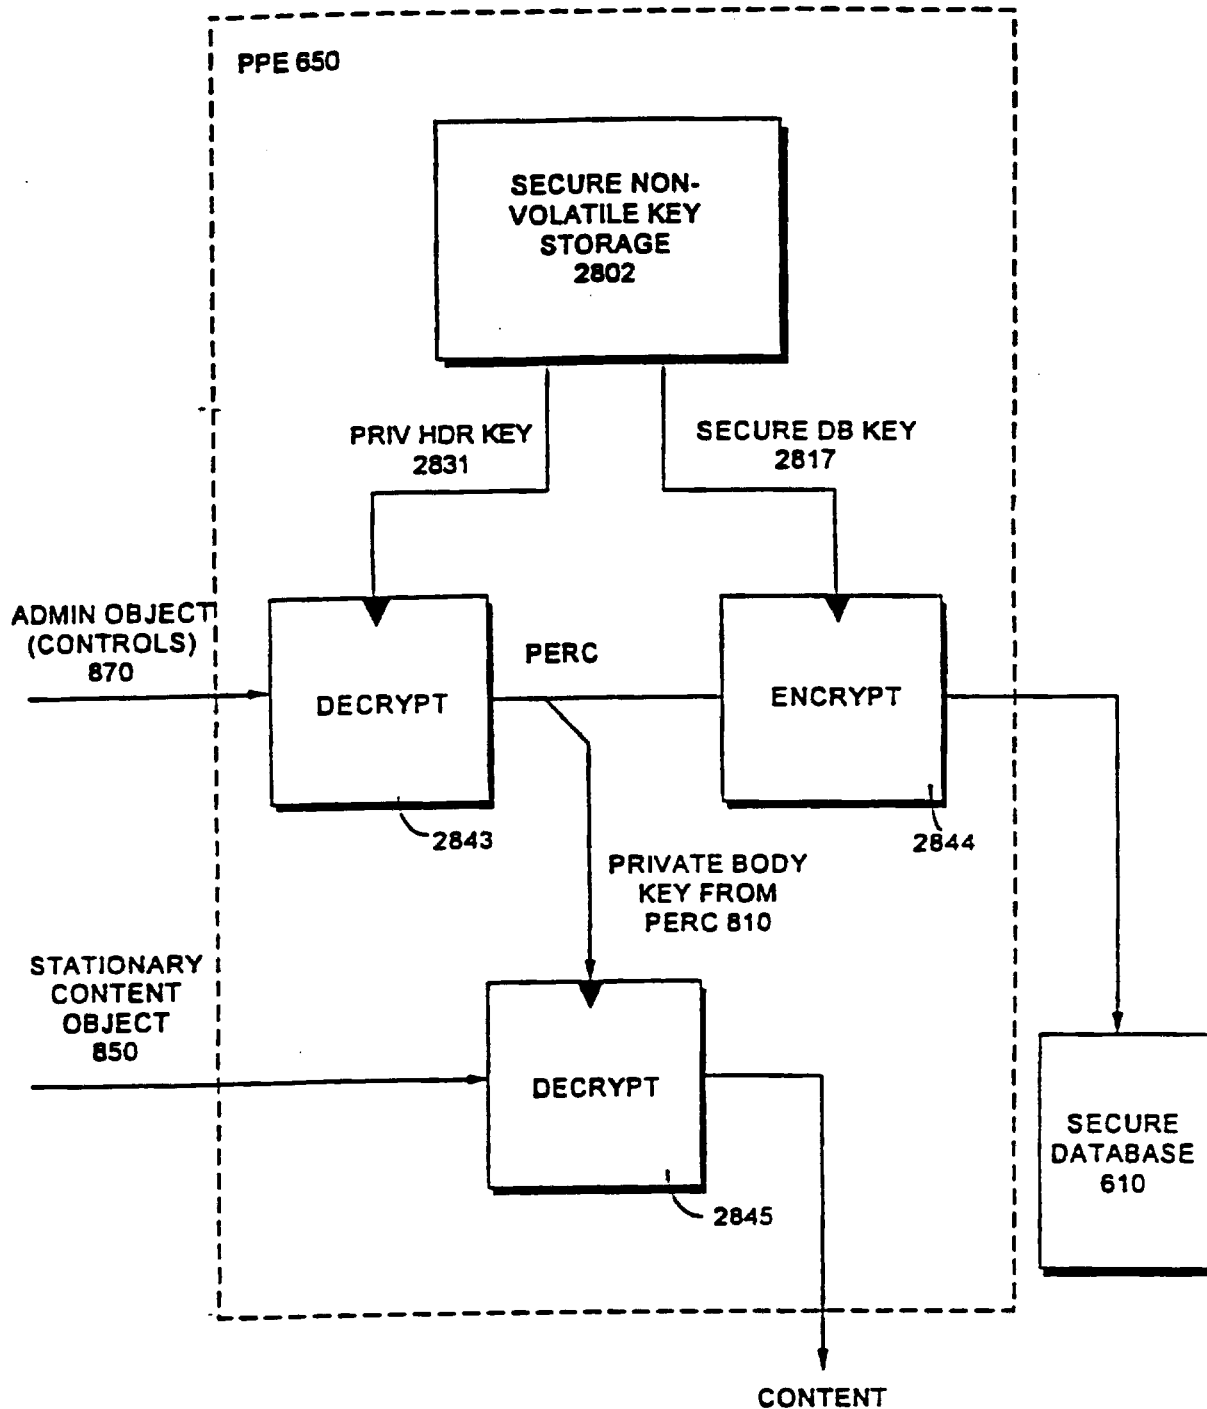 PPE 650
SECURE NON-
VOLATILE KEY
STORAGE
2802
PRIV HDR KEY
2831
SECURE DB KEY
2817
ADMIN OBJECT
(CONTROLS)
870
DECRYPT
PERC
ENCRYPT
2843
2844
PRIVATE BODY
KEY FROM
PERC 810
STATIONARY
CONTENT
OBJECT
850
DECRYPT
2845
SECURE
DATABASE
610
CONTENT